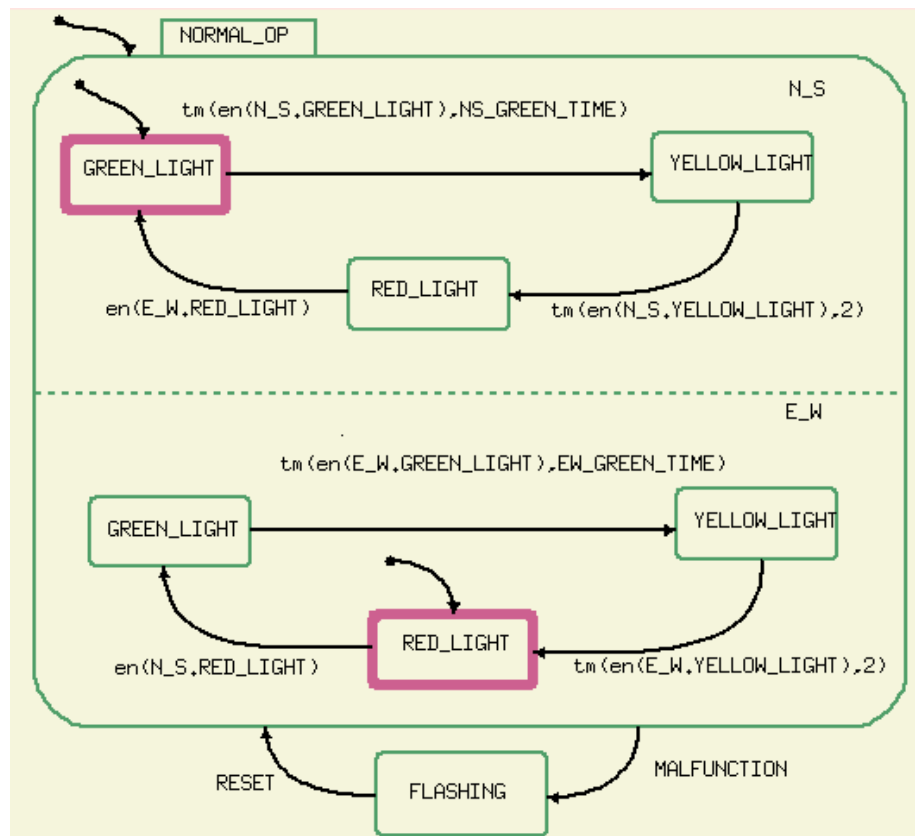 NORMAL_OP
N_S
tm(en(N_S.GREEN_LIGHT),NS_GREEN_TIME)
GREEN_LIGHT
YELLOW_LIGHT
RED_LIGHT
en(E_W.RED_LIGHT)
tm(en(N_S.YELLOW_LIGHT),2)
E_W
tm(en(E_W.GREEN_LIGHT),EW_GREEN_TIME)
GREEN_LIGHT
YELLOW_LIGHT
RED_LIGHT
en(N_S.RED_LIGHT)
tm(en(E_W.YELLOW_LIGHT),2)
RESET
FLASHING
MALFUNCTION